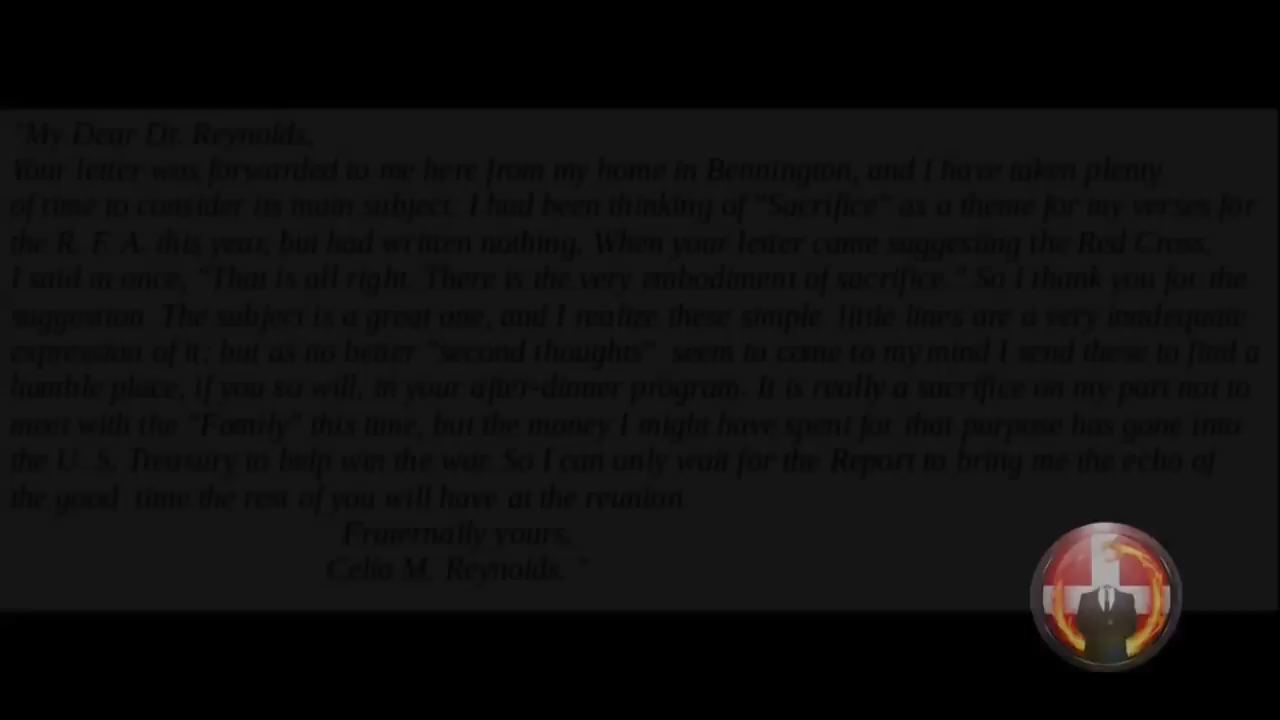 "My Dear Dr. Reynolds,
Your letter was forwarded to me here from my home in Bennington, and I have taken plenty
of time to consider its main subject. I had been thinking of "Sacrifice" as a theme for my verses for
the R. F. A. this year, but had written nothing. When your letter came suggesting the Red Cross,
I said at once, "That is all right. There is the very embodiment of sacrifice." So I thank you for the
suggestion. The subject is a great one, and I realize these simple little lines are a very inadequate
expression of it; but as no better "second thoughts" seem to come to my mind I send these to find a
humble place, if you so will, in your after-dinner program. It is really a sacrifice on my part not to
meet with the "Family" this time, but the money I might have spent for that purpose has gone into
the U. S. Treasury to help win the war. So I can only wait for the Report to bring me the echo of
the good time the rest of you will have at the reunion.
Fraternally yours,
Celia M. Reynolds. "